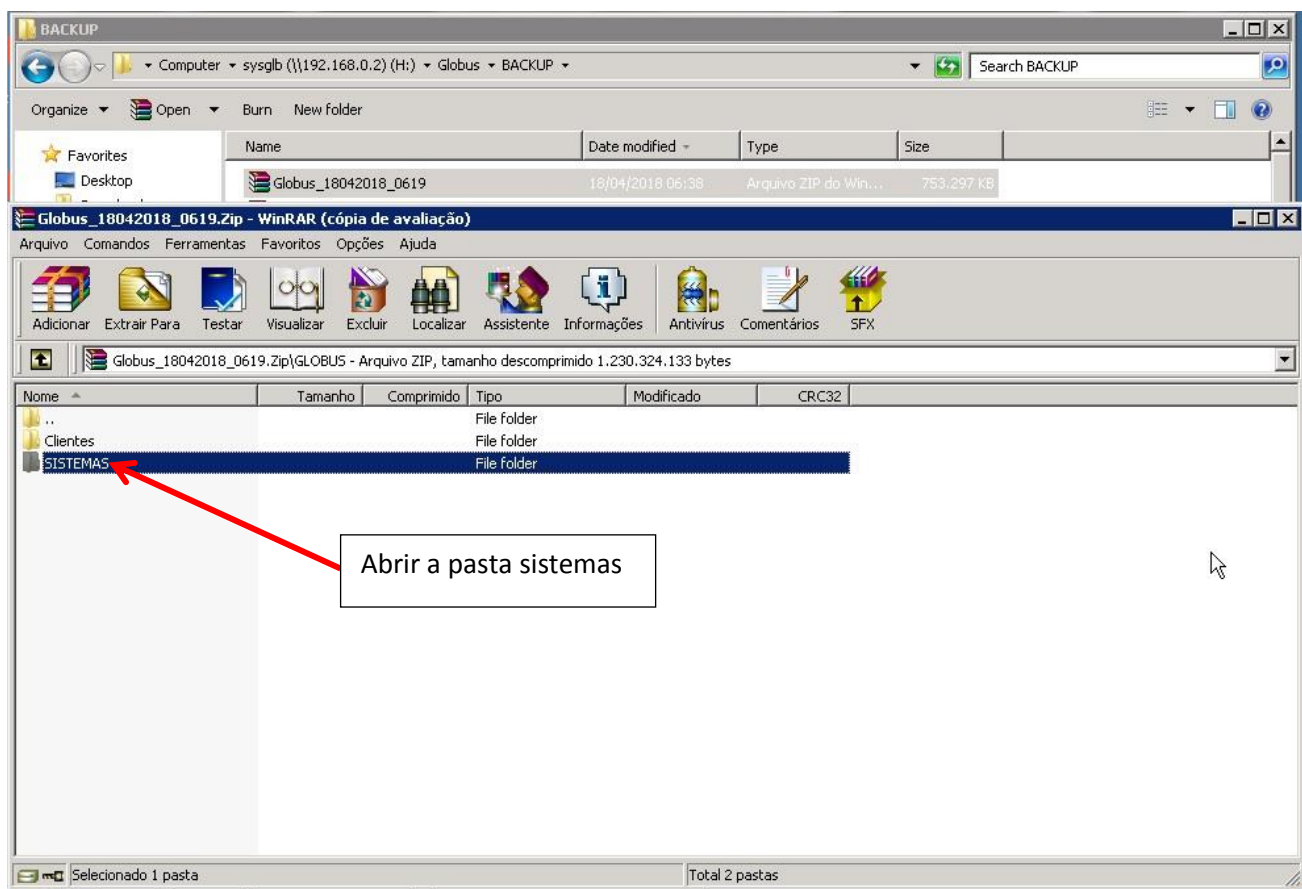 BACKUP
Computer sysglb (\\192.168.0.2) (H:) Globus BACKUP Search BACKUP
Organize Open Burn New folder
Favorites Name Date modified Type Size
Desktop Globus_18042018_0619 18/04/2018 06:38 Arquivo ZIP do Win... 753.297 KB
Globus_18042018_0619.Zip - WinRAR (cópia de avaliação)
Arquivo Comandos Ferramentas Favoritos Opções Ajuda
Adicionar Extrair Para Testar Visualizar Excluir Localizar Assistente Informações Antivírus Comentários SFX
Globus_18042018_0619.Zip\GLOBUS - Arquivo ZIP, tamanho descomprimido 1.230.324.133 bytes
Nome Tamanho Comprimido Tipo Modificado CRC32
.. File folder
Clientes File folder
SISTEMAS File folder
Abrir a pasta sistemas
Selecionado 1 pasta Total 2 pastas